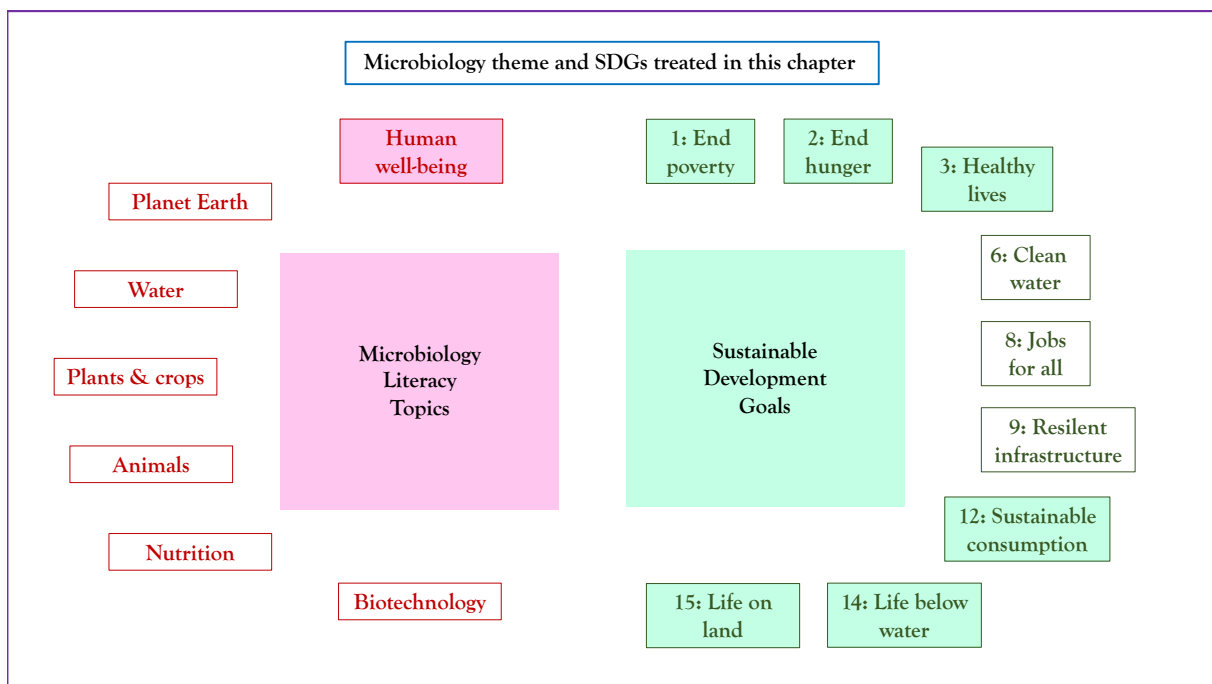 Microbiology theme and SDGs treated in this chapter
Human
well-being
Planet Earth
Water
Plants & crops
Animals
Nutrition
Biotechnology
Microbiology
Literacy
Topics
1: End
poverty
2: End
hunger
3: Healthy
lives
6: Clean
water
8: Jobs
for all
9: Resilent
infrastructure
12: Sustainable
consumption
14: Life below
water
15: Life on
land
Sustainable
Development
Goals